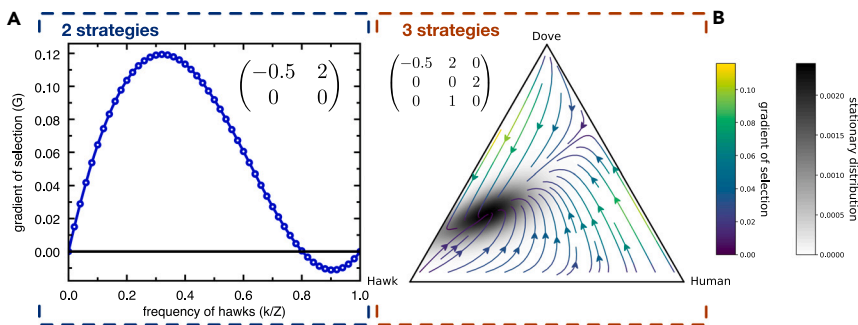 A
2 strategies
3 strategies
B
0.12
0.10
0.08
0.06
0.04
0.02
0.00
gradient of selection (G)
−0.5 2
0 0
0.0 0.2 0.4 0.6 0.8 1.0
frequency of hawks (k/Z)
−0.5 2 0
0 0 2
0 1 0
Dove
Hawk
Human
0.10
0.08
0.06
0.04
0.02
0.00
gradient of selection
0.0020
0.0015
0.0010
0.0005
0.0000
stationary distribution